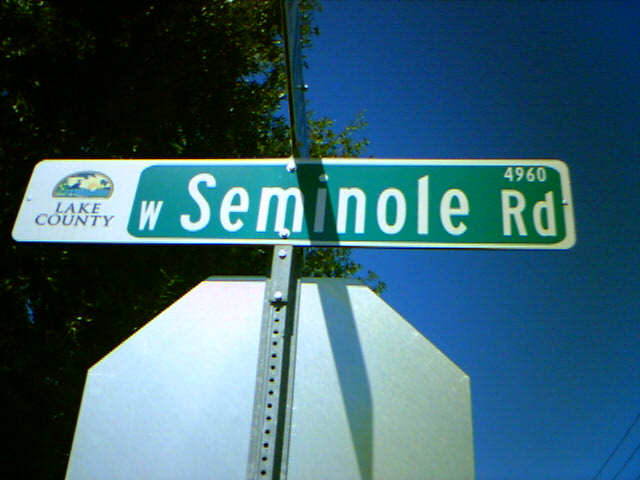 LAKE
COUNTY
W Seminole Rd
4960